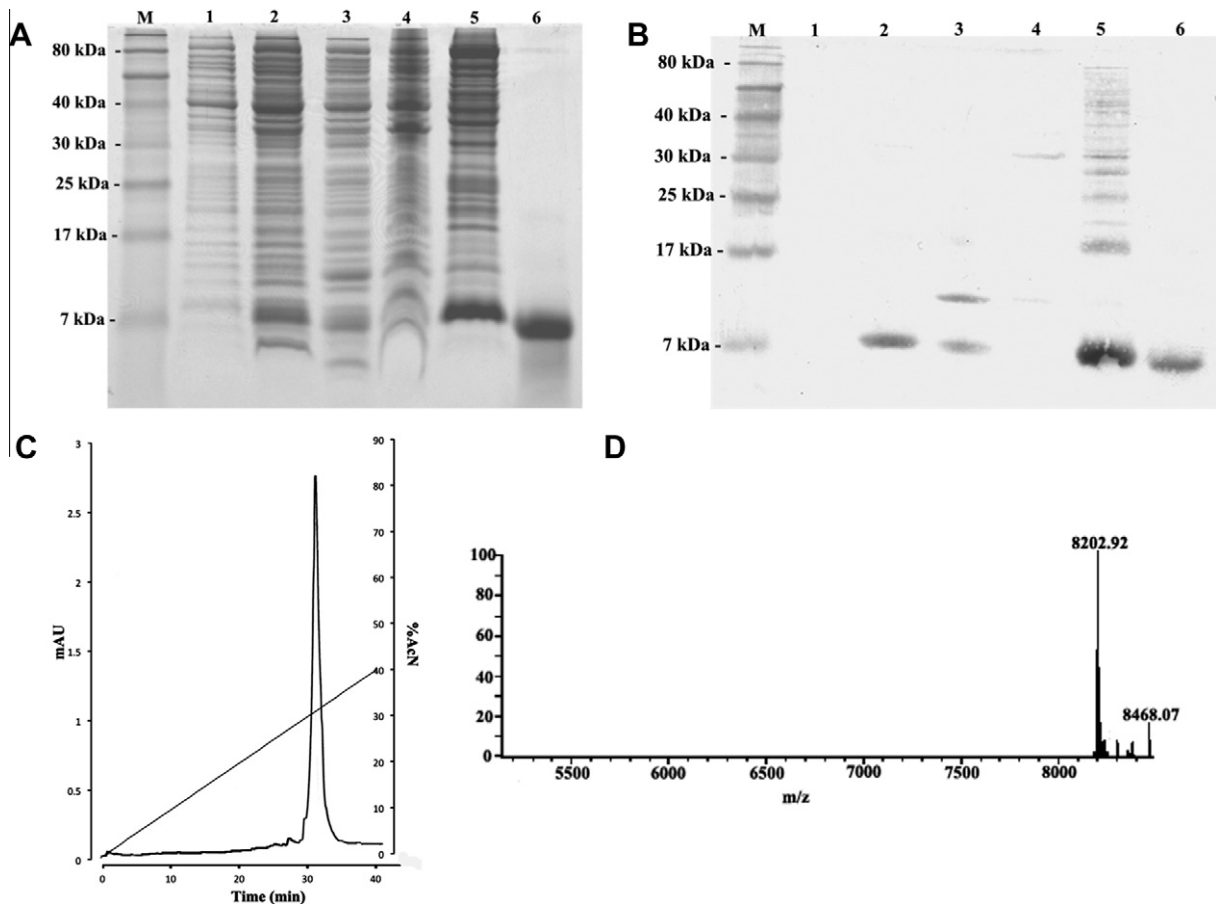 A
M 1 2 3 4 5 6
80 kDa -
40 kDa -
30 kDa -
25 kDa -
17 kDa -
7 kDa -
B
M 1 2 3 4 5 6
80 kDa -
40 kDa -
30 kDa -
25 kDa -
17 kDa -
7 kDa -
C
3
2.5
2
1.5
1
0.5
0
mAU
90
80
70
60
50
40
30
20
10
0
%AcN
0 10 20 30 40
Time (min)
D
100
80
60
40
20
0
8202.92
8468.07
5500 6000 6500 7000 7500 8000
m/z